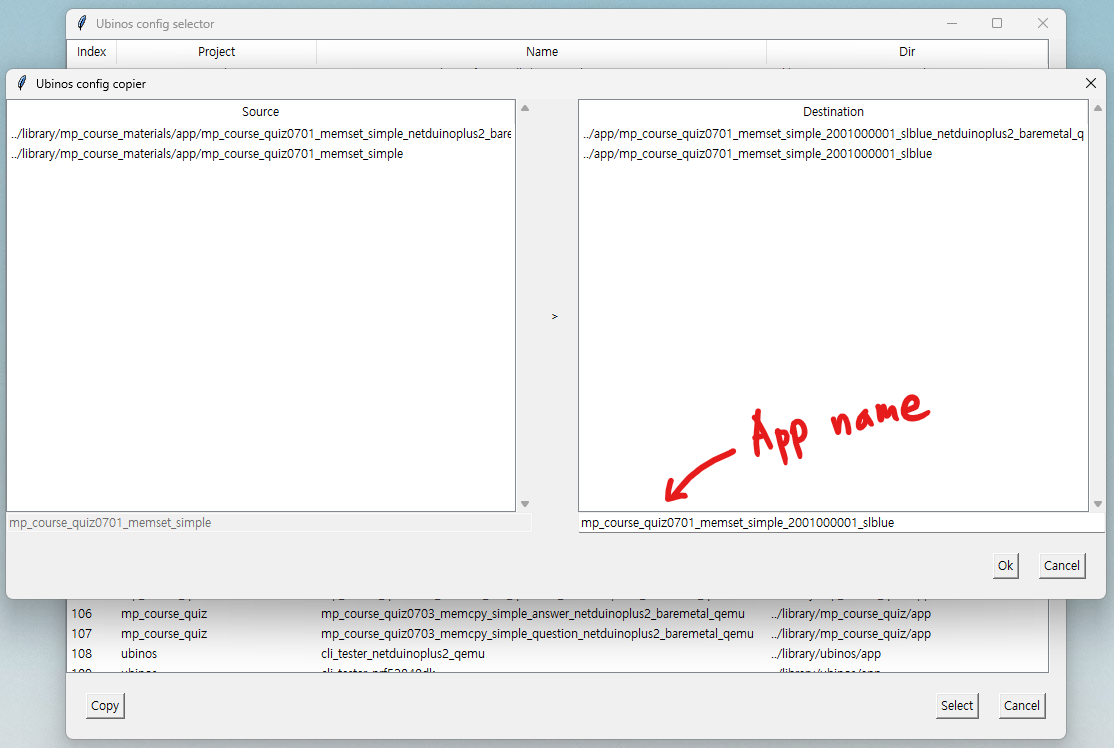 Ubinos config selector
Index Project Name Dir
Ubinos config copier
Source
../library/mp_course_materials/app/mp_course_quiz0701_memset_simple_netduinoplus2_bare
../library/mp_course_materials/app/mp_course_quiz0701_memset_simple
>
Destination
../app/mp_course_quiz0701_memset_simple_2001000001_slblue_netduinoplus2_baremetal_q
../app/mp_course_quiz0701_memset_simple_2001000001_slblue
App name
mp_course_quiz0701_memset_simple
mp_course_quiz0701_memset_simple_2001000001_slblue
Ok Cancel
106 mp_course_quiz mp_course_quiz0703_memcpy_simple_answer_netduinoplus2_baremetal_qemu ../library/mp_course_quiz/app
107 mp_course_quiz mp_course_quiz0703_memcpy_simple_question_netduinoplus2_baremetal_qemu ../library/mp_course_quiz/app
108 ubinos cli_tester_netduinoplus2_qemu ../library/ubinos/app
Copy Select Cancel